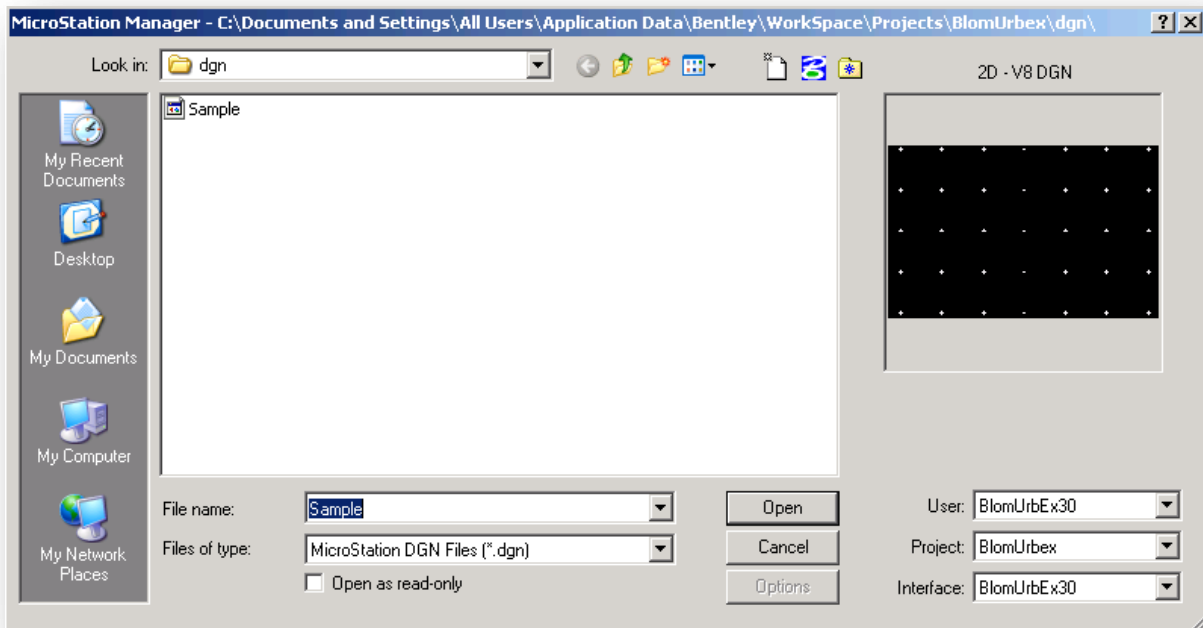 MicroStation Manager - C:\Documents and Settings\All Users\Application Data\Bentley\WorkSpace\Projects\BlomUrbex\dgn\
Look in: dgn
2D - V8 DGN
Sample
My Recent
Documents
Desktop
My Documents
My Computer
My Network
Places
File name: Sample
Open
User: BlomUrbEx30
Files of type: MicroStation DGN Files (*.dgn)
Cancel
Project: BlomUrbex
Open as read-only
Options
Interface: BlomUrbEx30